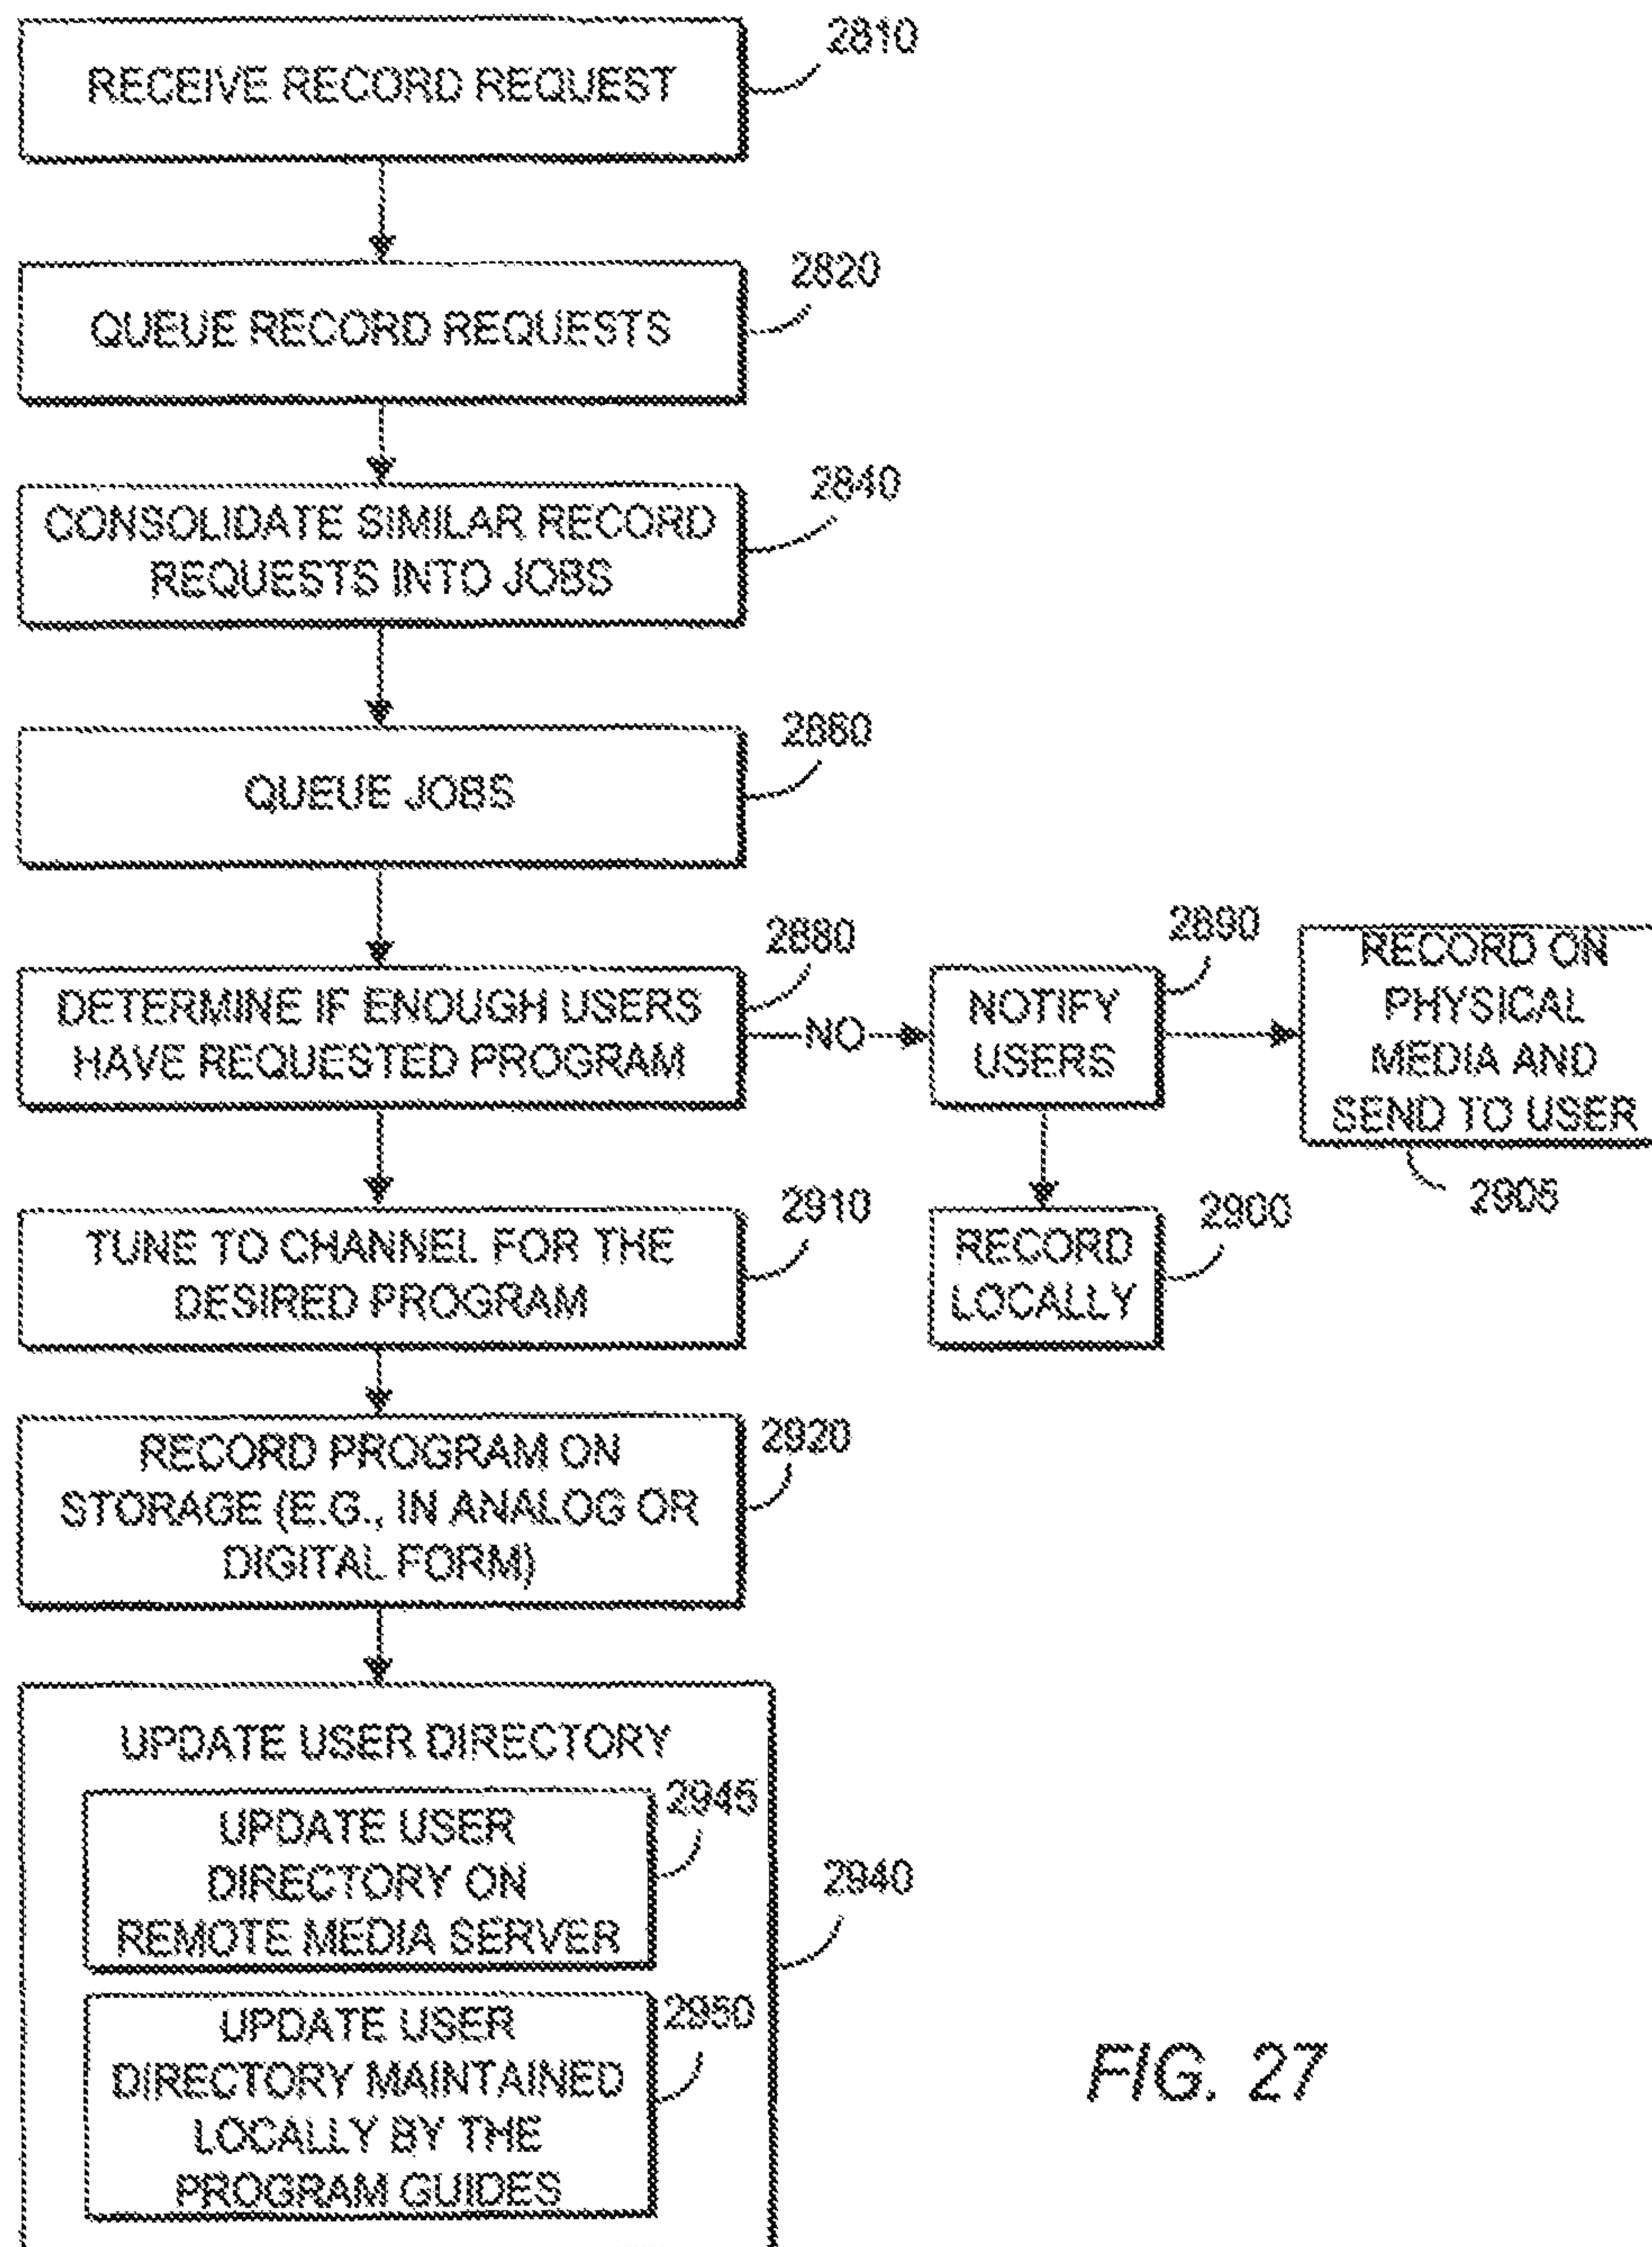 RECEIVE RECORD REQUEST
2810
QUEUE RECORD REQUESTS
2820
CONSOLIDATE SIMILAR RECORD
REQUESTS INTO JOBS
2840
QUEUE JOBS
2860
DETERMINE IF ENOUGH USERS
HAVE REQUESTED PROGRAM
2880
NO
NOTIFY
USERS
2890
RECORD ON
PHYSICAL
MEDIA AND
SEND TO USER
2905
RECORD
LOCALLY
2900
TUNE TO CHANNEL FOR THE
DESIRED PROGRAM
2910
RECORD PROGRAM ON
STORAGE (E.G., IN ANALOG OR
DIGITAL FORM)
2920
UPDATE USER DIRECTORY
2940
UPDATE USER
DIRECTORY ON
REMOTE MEDIA SERVER
2945
UPDATE USER
DIRECTORY MAINTAINED
LOCALLY BY THE
PROGRAM GUIDES
2950
FIG. 27